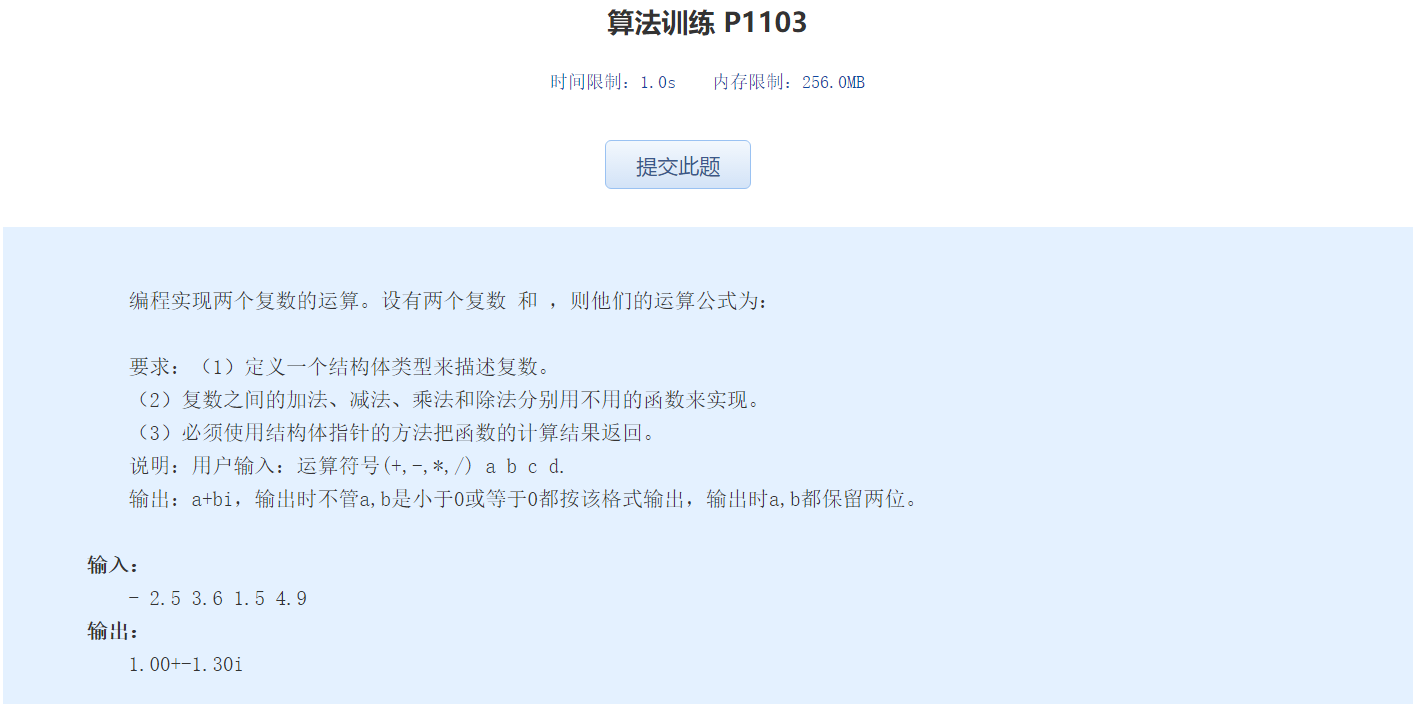 算法训练 P1103
时间限制：1.0s 内存限制：256.0MB
提交此题
编程实现两个复数的运算。设有两个复数 和 ，则他们的运算公式为：
要求：（1）定义一个结构体类型来描述复数。
（2）复数之间的加法、减法、乘法和除法分别用不用的函数来实现。
（3）必须使用结构体指针的方法把函数的计算结果返回。
说明：用户输入：运算符号(+,-,*,/) a b c d.
输出：a+bi，输出时不管a,b是小于0或等于0都按该格式输出，输出时a,b都保留两位。
输入：
- 2.5 3.6 1.5 4.9
输出：
1.00+-1.30i